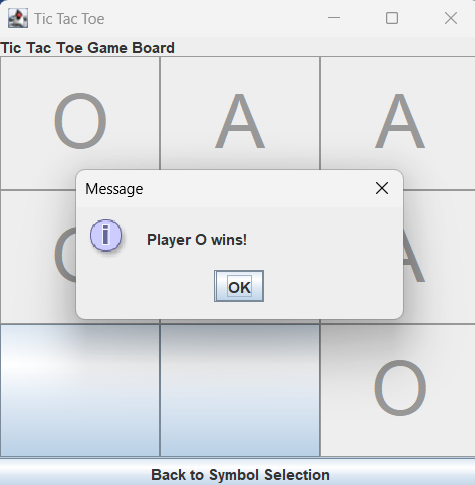 Tic Tac Toe
Tic Tac Toe Game Board
O A A
Message
i
Player O wins!
A
OK
O
Back to Symbol Selection